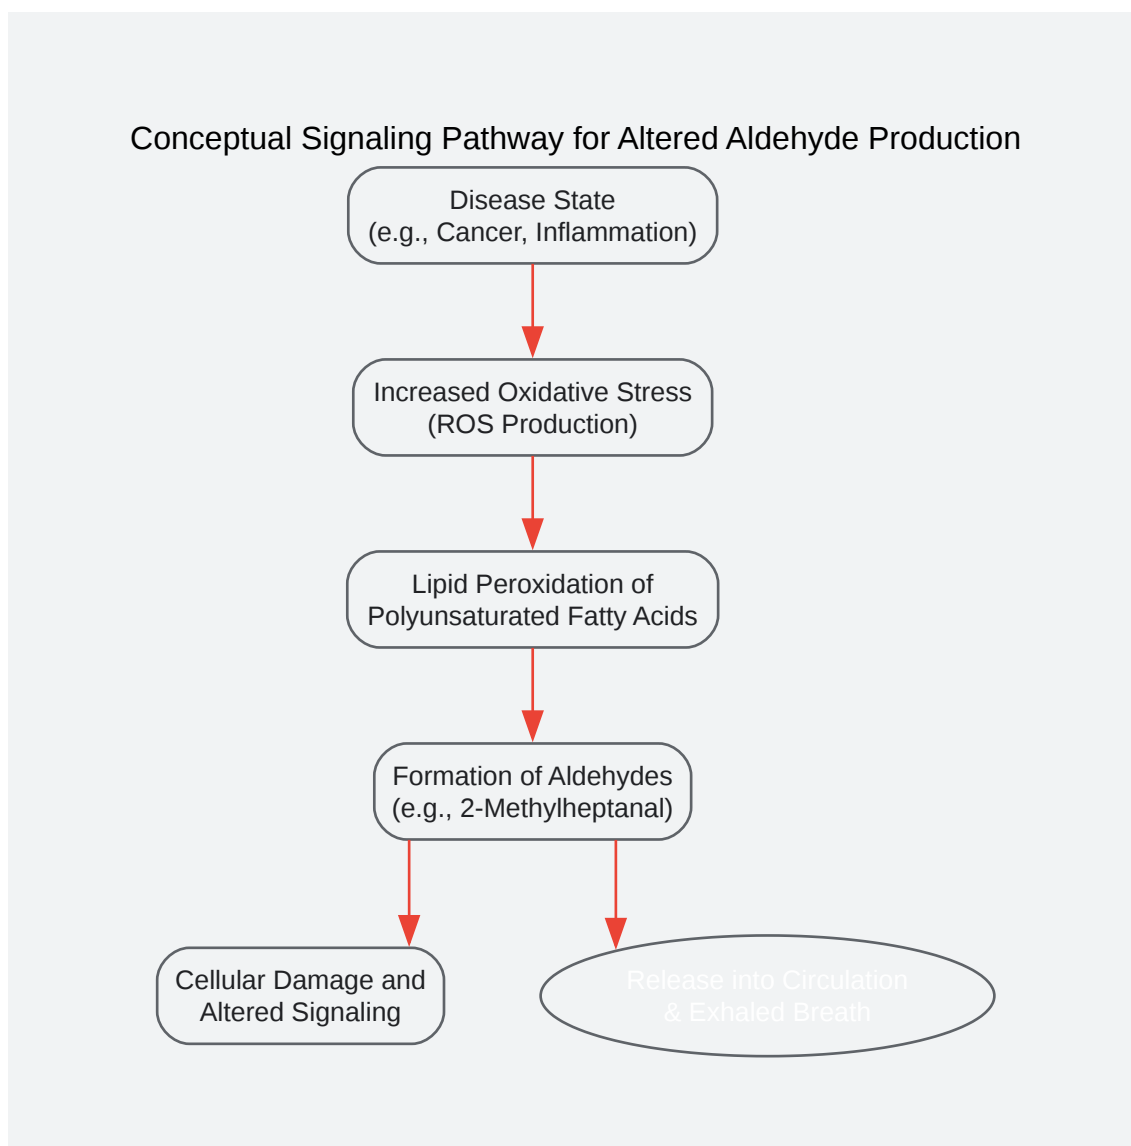 Conceptual Signaling Pathway for Altered Aldehyde Production
Disease State
(e.g., Cancer, Inflammation)
Increased Oxidative Stress
(ROS Production)
Lipid Peroxidation of
Polyunsaturated Fatty Acids
Formation of Aldehydes
(e.g., 2-Methylheptanal)
Cellular Damage and
Altered Signaling
Release into Circulation
& Exhaled Breath